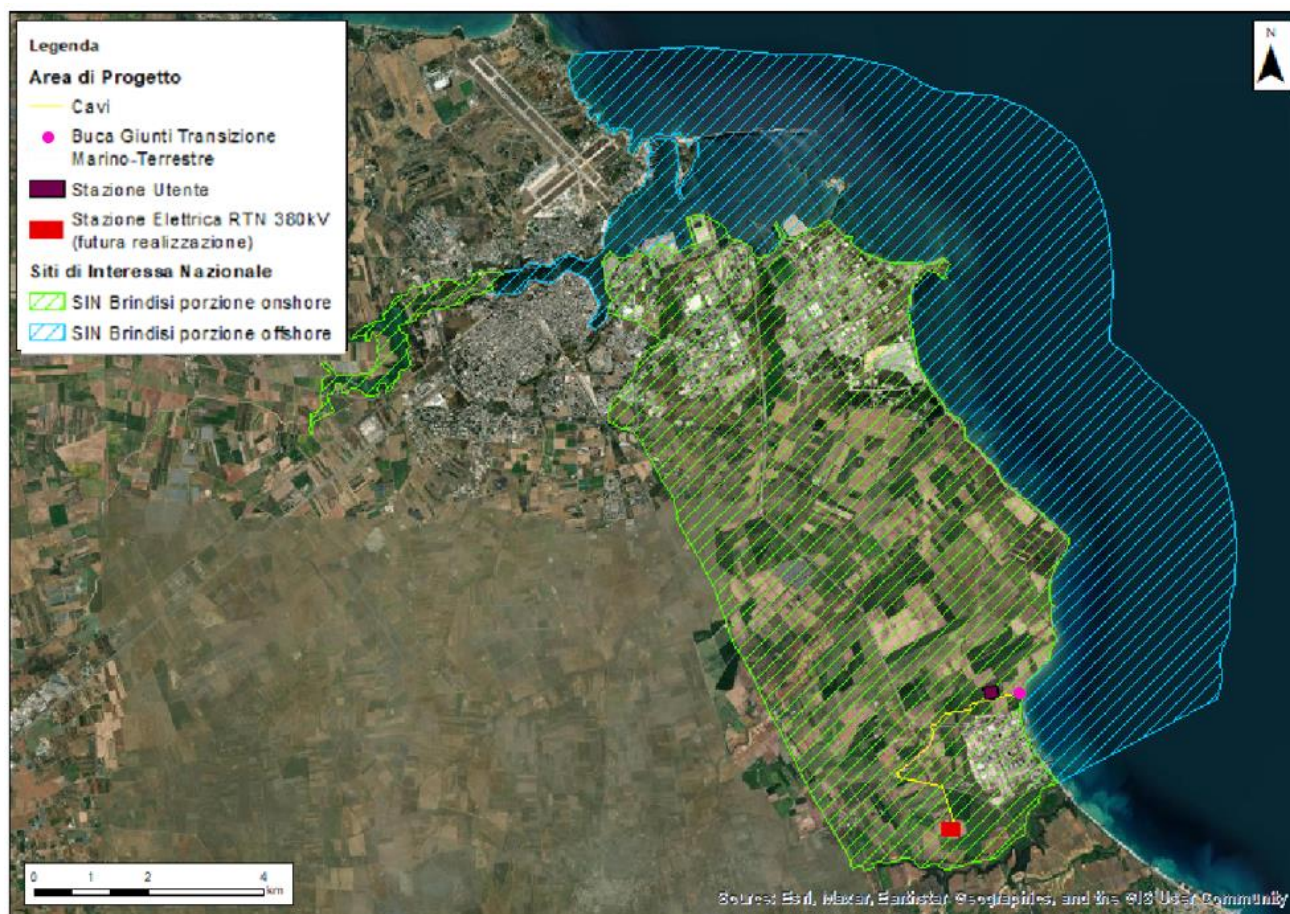 Legenda
Area di Progetto
Cavi
Buca Giunti Transizione
Marino-Terrestre
Stazione Utente
Stazione Elettrica RTN 380kV
(futura realizzazione)
Siti di Interessa Nazionale
SIN Brindisi porzione onshore
SIN Brindisi porzione offshore
N
0 1 2 4
km
Source: Esri, Maxar, Earthstar Geographics, and the GIS User Community